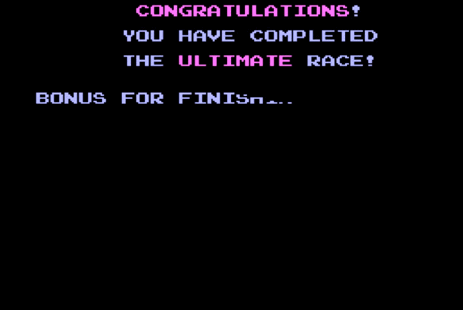 CONGRATULATIONS!
YOU HAVE COMPLETED
THE ULTIMATE RACE!
BONUS FOR